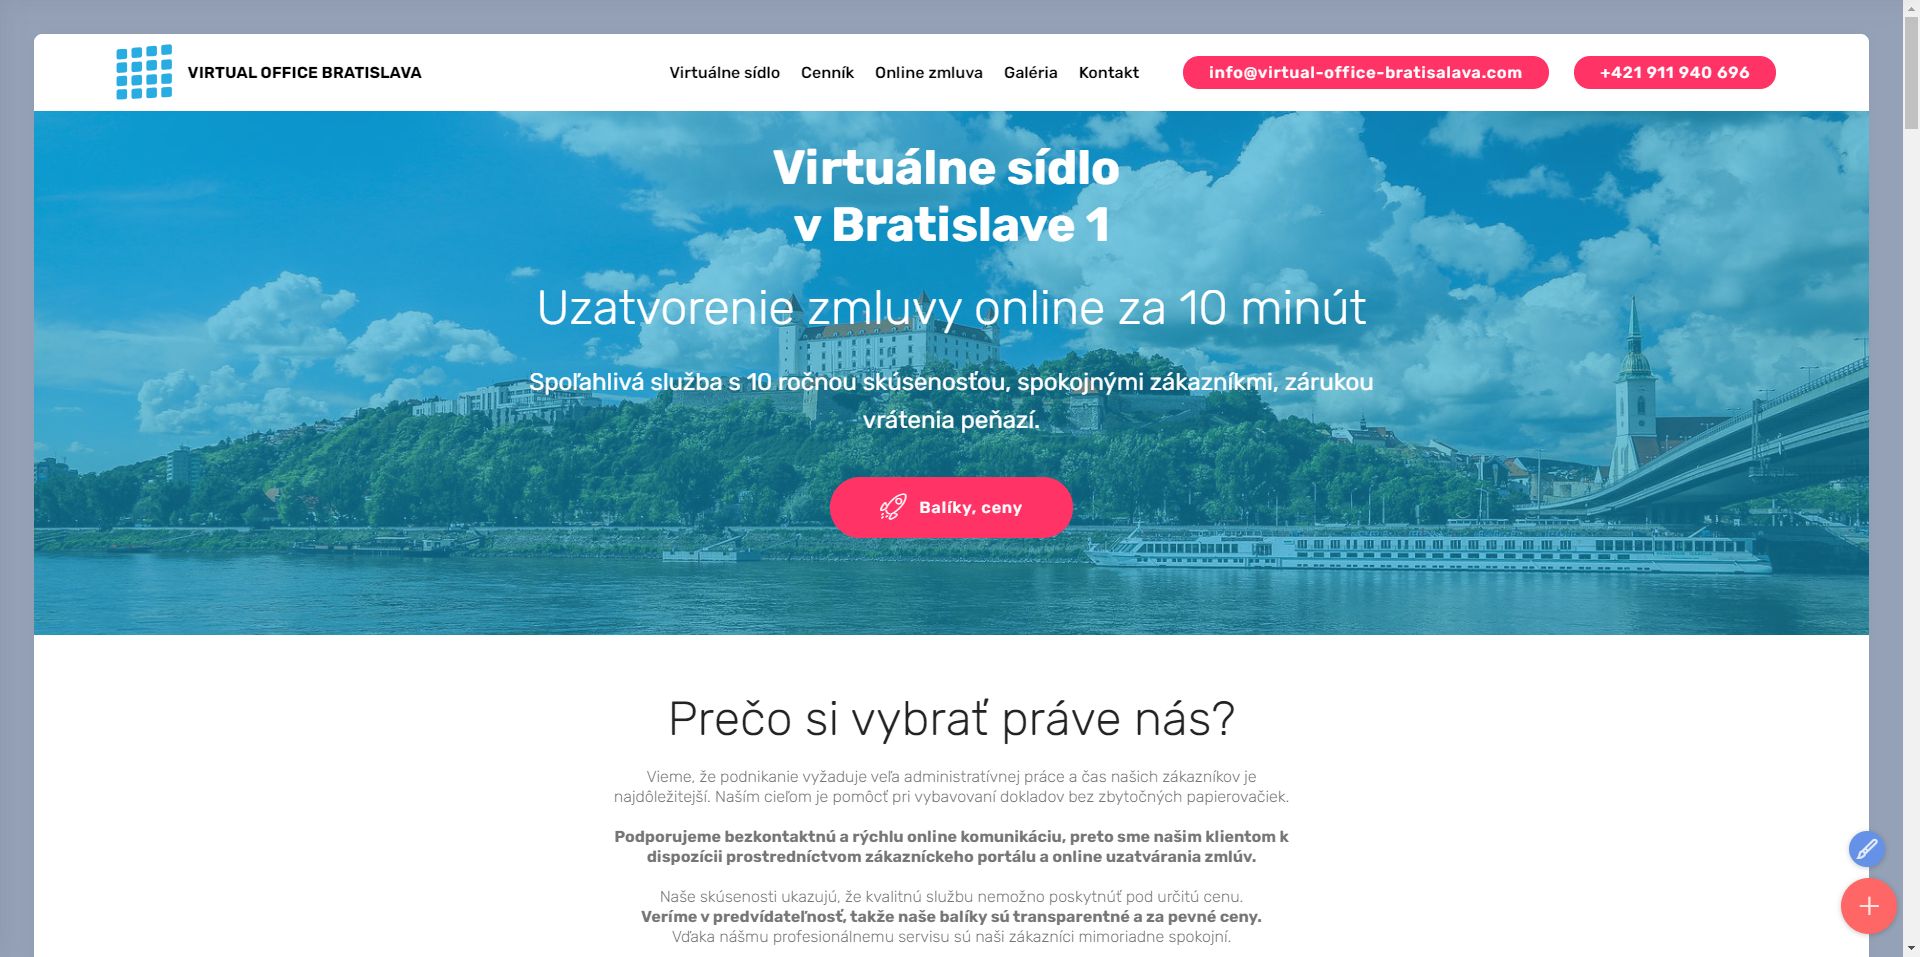 VIRTUAL OFFICE BRATISLAVA
Virtuálne sídlo Cenník Online zmluva Galéria Kontakt
info@virtual-office-bratisalava.com
+421 911 940 696
Virtuálne sídlo
v Bratislave 1
Uzatvorenie zmluvy online za 10 minút
Spoľahlivá služba s 10 ročnou skúsenosťou, spokojnými zákazníkmi, zárukou
vrátenia peňazí.
Balíky, ceny
Prečo si vybrať práve nás?
Vieme, že podnikanie vyžaduje veľa administratívnej práce a čas našich zákazníkov je
najdôležitejší. Naším cieľom je pomôcť pri vybavovaní dokladov bez zbytočných papierovačiek.
Podporujeme bezkontaktnú a rýchlu online komunikáciu, preto sme našim klientom k
dispozícii prostredníctvom zákazníckeho portálu a online uzatvárania zmlúv.
Naše skúsenosti ukazujú, že kvalitnú službu nemožno poskytnúť pod určitú cenu.
Veríme v predvídateľnosť, takže naše balíky sú transparentné a za pevné ceny.
Vďaka nášmu profesionálnemu servisu sú naši zákazníci mimoriadne spokojní.